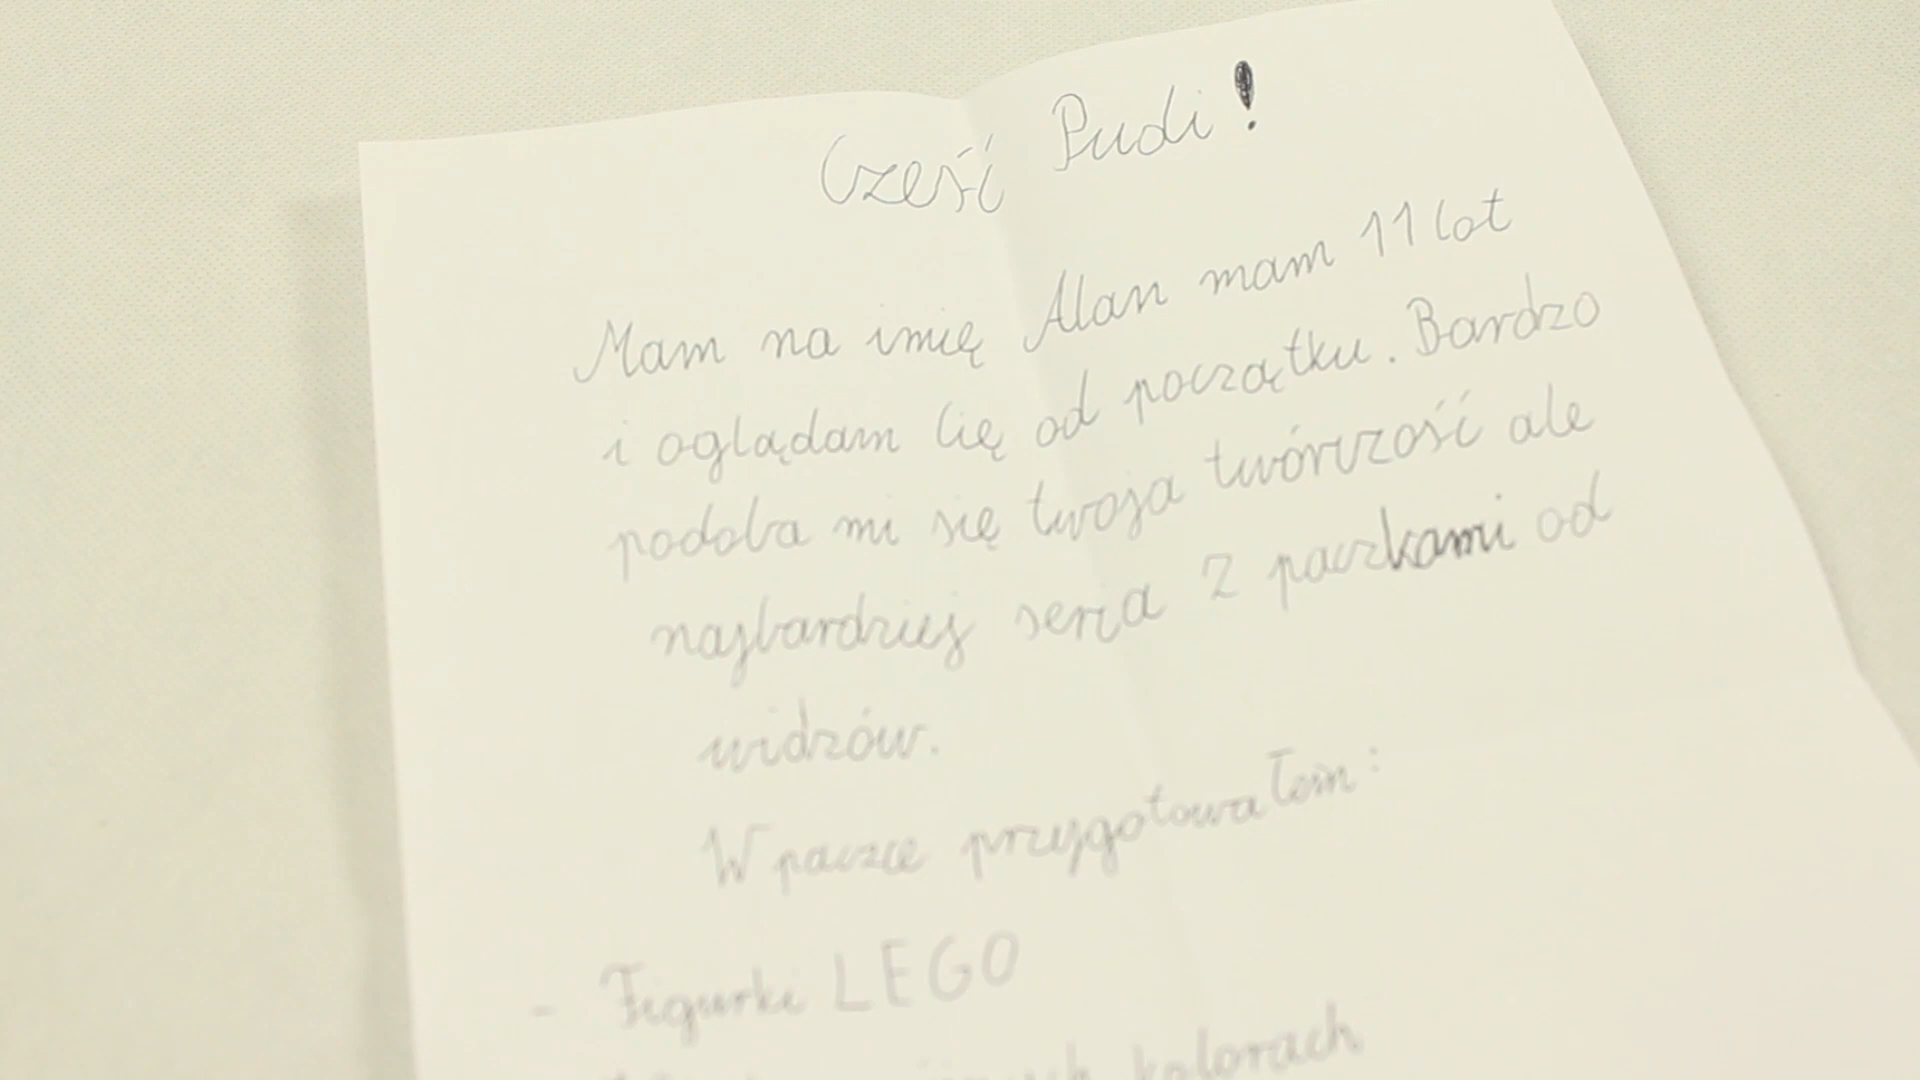 Cześć Pudi!
Mam na imię Alan mam 11 lat
i oglądam Cię od początku. Bardzo
podoba mi się twoja twórczość ale
najbardziej seria z paczkami od
widzów.
W paczce przygotowałem:
- Figurki LEGO
kolorach